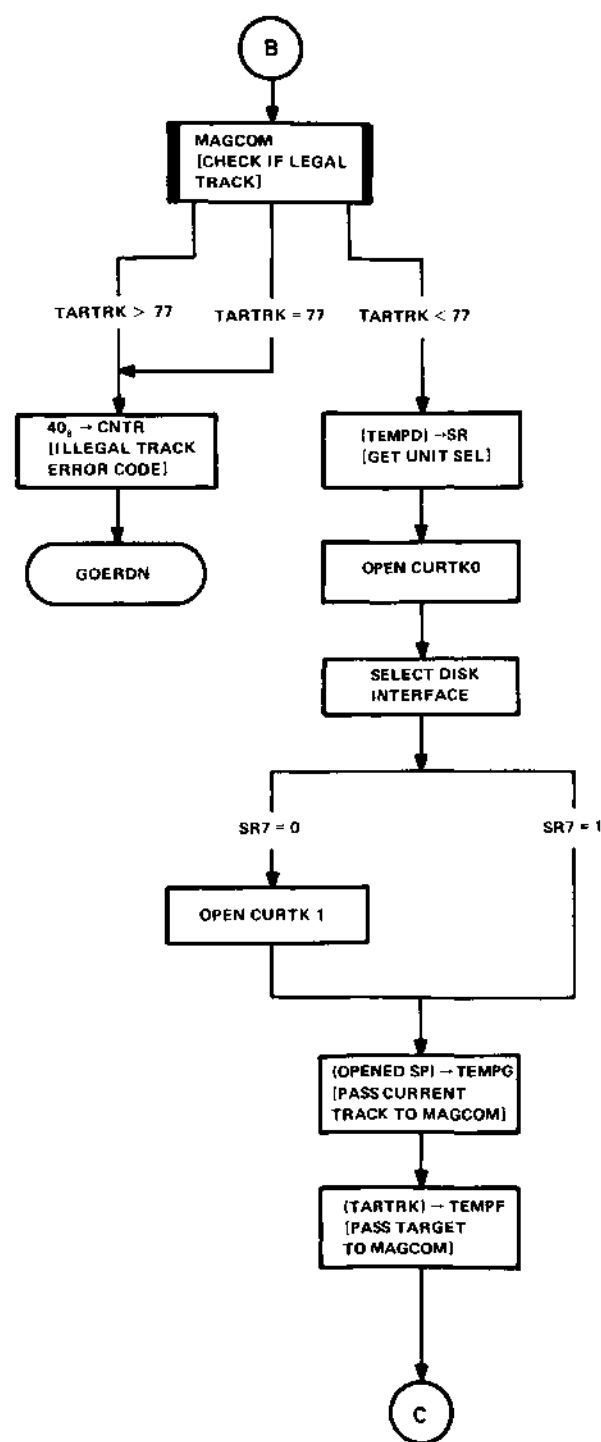 B
MAGCOM
[CHECK IF LEGAL
TRACK]
TARTRK > 77
TARTRK = 77
TARTRK < 77
40₈ → CNTR
[ILLEGAL TRACK
ERROR CODE]
(TEMPD) → SR
[GET UNIT SEL]
GOERDN
OPEN CURTK0
SELECT DISK
INTERFACE
SR7 = 0
SR7 = 1
OPEN CURTK 1
(OPENED SP) → TEMPG
[PASS CURRENT
TRACK TO MAGCOM]
(TARTRK) → TEMPF
[PASS TARGET
TO MAGCOM]
C